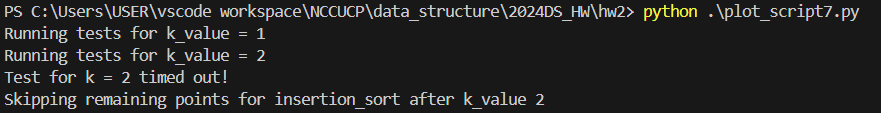 PS C:\Users\USER\vscode workspace\NCCUCP\data_structure\2024DS_HW\hw2> python .\plot_script7.py
Running tests for k_value = 1
Running tests for k_value = 2
Test for k = 2 timed out!
Skipping remaining points for insertion_sort after k_value 2